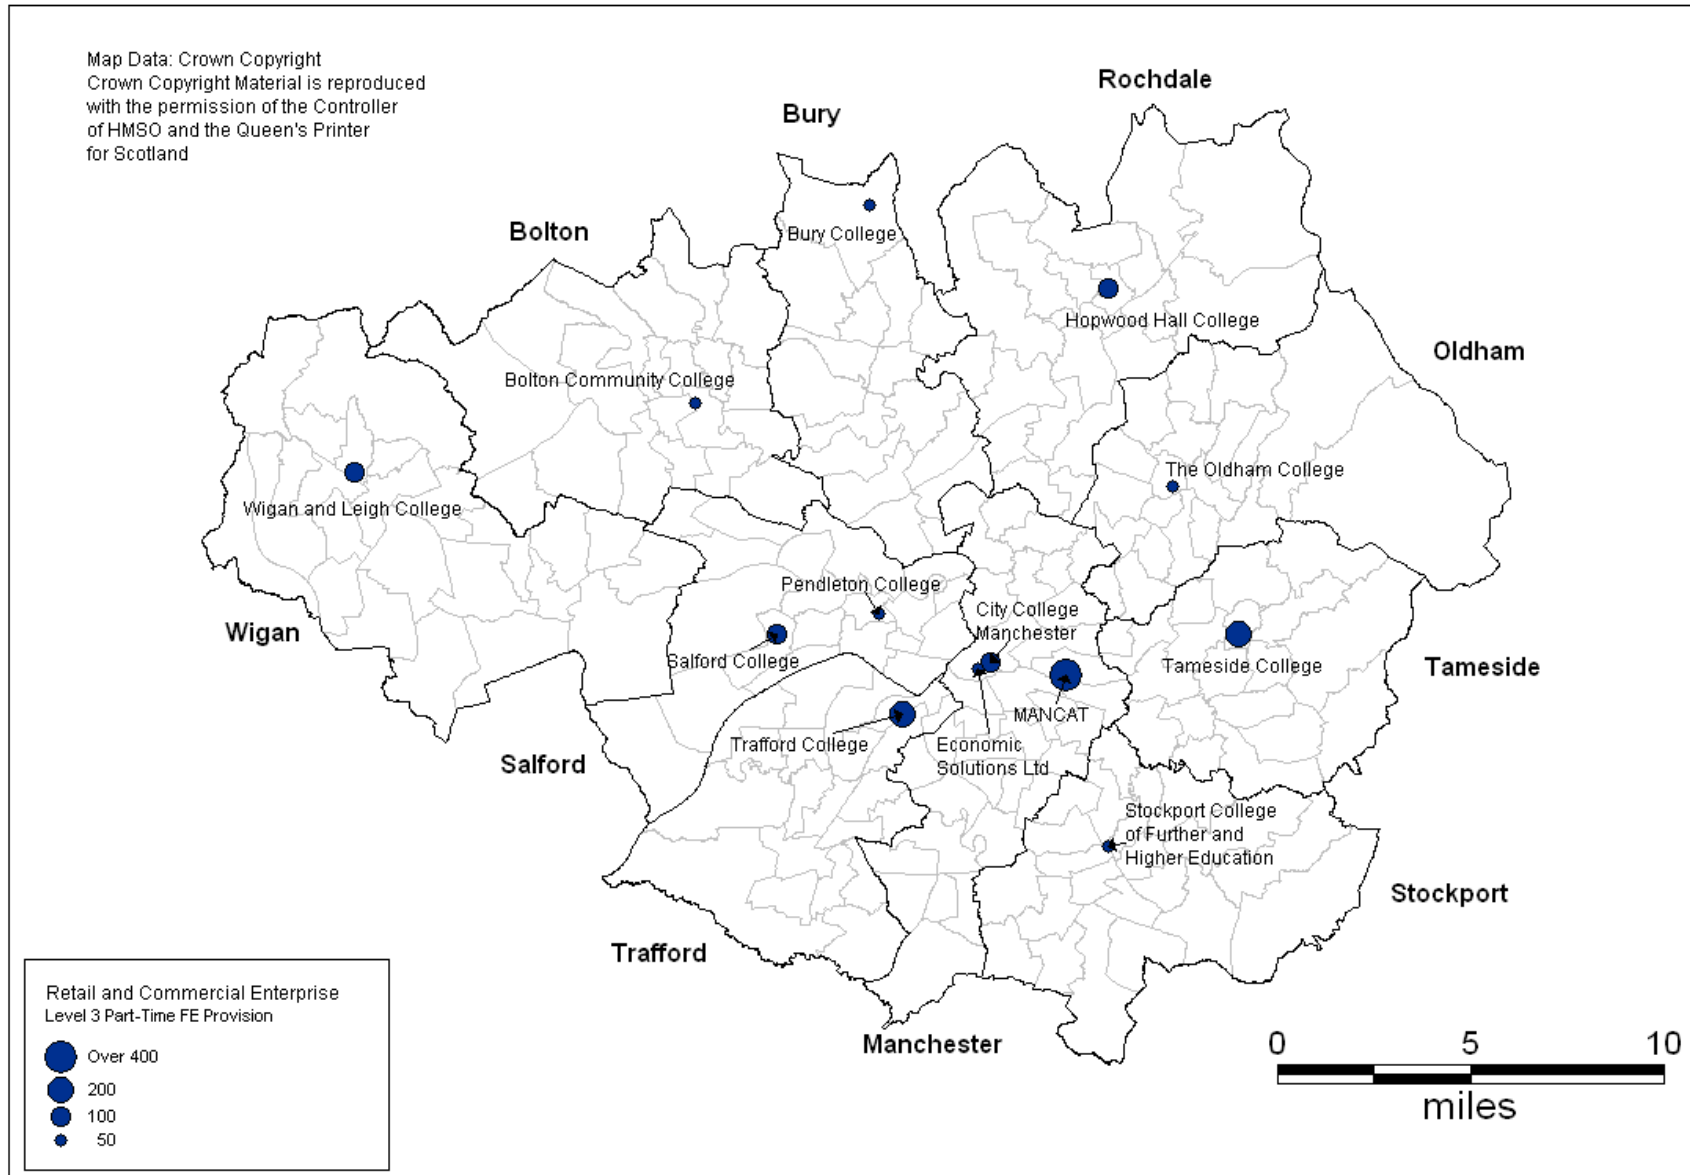 Map Data: Crown Copyright
Crown Copyright Material is reproduced
with the permission of the Controller
of HMSO and the Queen's Printer
for Scotland
Rochdale
Bury
Bolton
Bury College
Hopwood Hall College
Oldham
Bolton Community College
The Oldham College
Wigan and Leigh College
Pendleton College
City College
Manchester
Wigan
Salford College
Tameside College
Tameside
MANCAT
Trafford College
Economic
Solutions Ltd
Salford
Stockport College
of Further and
Higher Education
Stockport
Trafford
Manchester
Retail and Commercial Enterprise
Level 3 Part-Time FE Provision
Over 400
200
100
50
0 5 10
miles